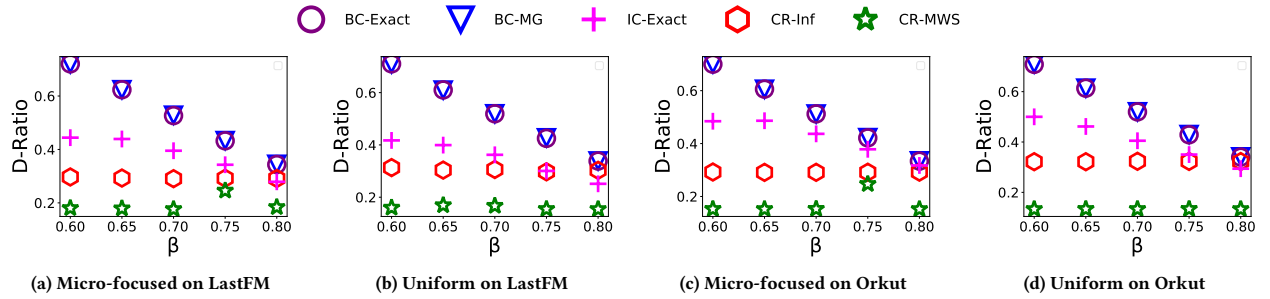 BC-Exact BC-MG IC-Exact CR-Inf CR-MWS
D-Ratio
0.6
0.4
0.2
0.60 0.65 0.70 0.75 0.80
β
(a) Micro-focused on LastFM
D-Ratio
0.6
0.4
0.2
0.60 0.65 0.70 0.75 0.80
β
(b) Uniform on LastFM
D-Ratio
0.6
0.4
0.2
0.60 0.65 0.70 0.75 0.80
β
(c) Micro-focused on Orkut
D-Ratio
0.6
0.4
0.2
0.60 0.65 0.70 0.75 0.80
β
(d) Uniform on Orkut